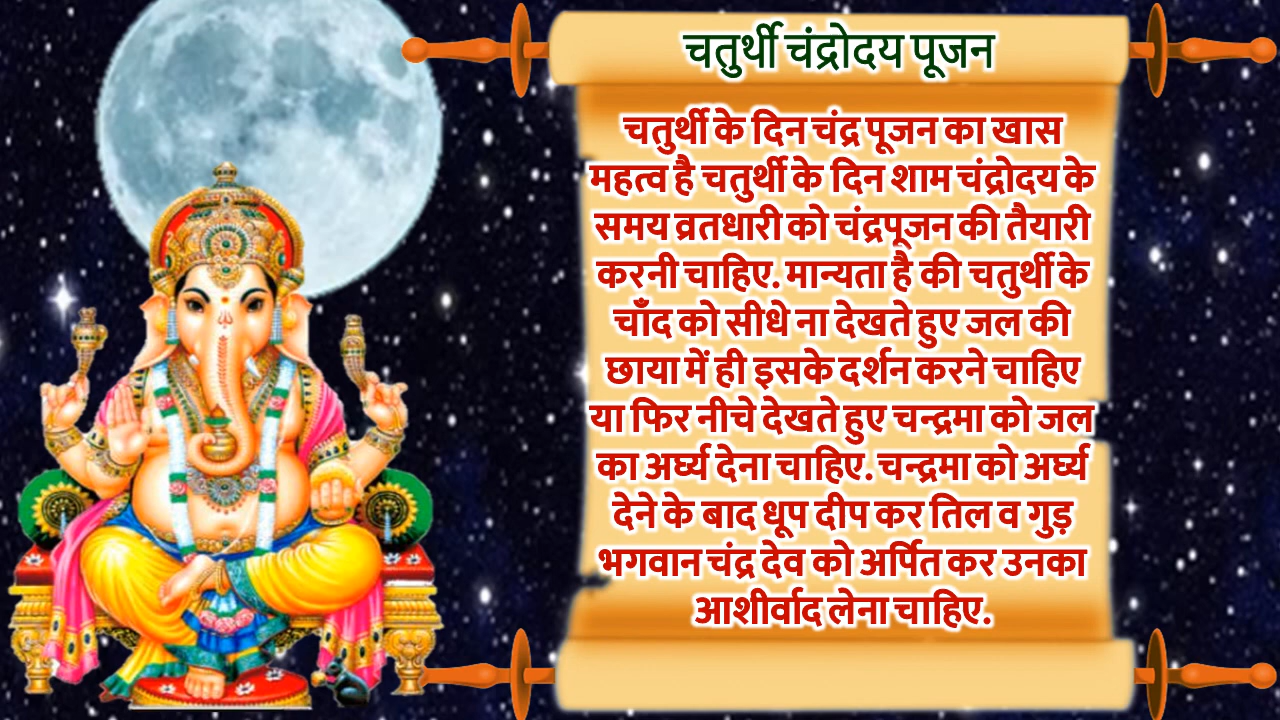 चतुर्थी चंद्रोदय पूजन
चतुर्थी के दिन चंद्र पूजन का खास
महत्व है चतुर्थी के दिन शाम चंद्रोदय के
समय व्रतधारी को चंद्रपूजन की तैयारी
करनी चाहिए. मान्यता है की चतुर्थी के
चाँद को सीधे ना देखते हुए जल की
छाया में ही इसके दर्शन करने चाहिए
या फिर नीचे देखते हुए चन्द्रमा को जल
का अर्घ्य देना चाहिए. चन्द्रमा को अर्घ्य
देने के बाद धूप दीप कर तिल व गुड़
भगवान चंद्र देव को अर्पित कर उनका
आशीर्वाद लेना चाहिए.